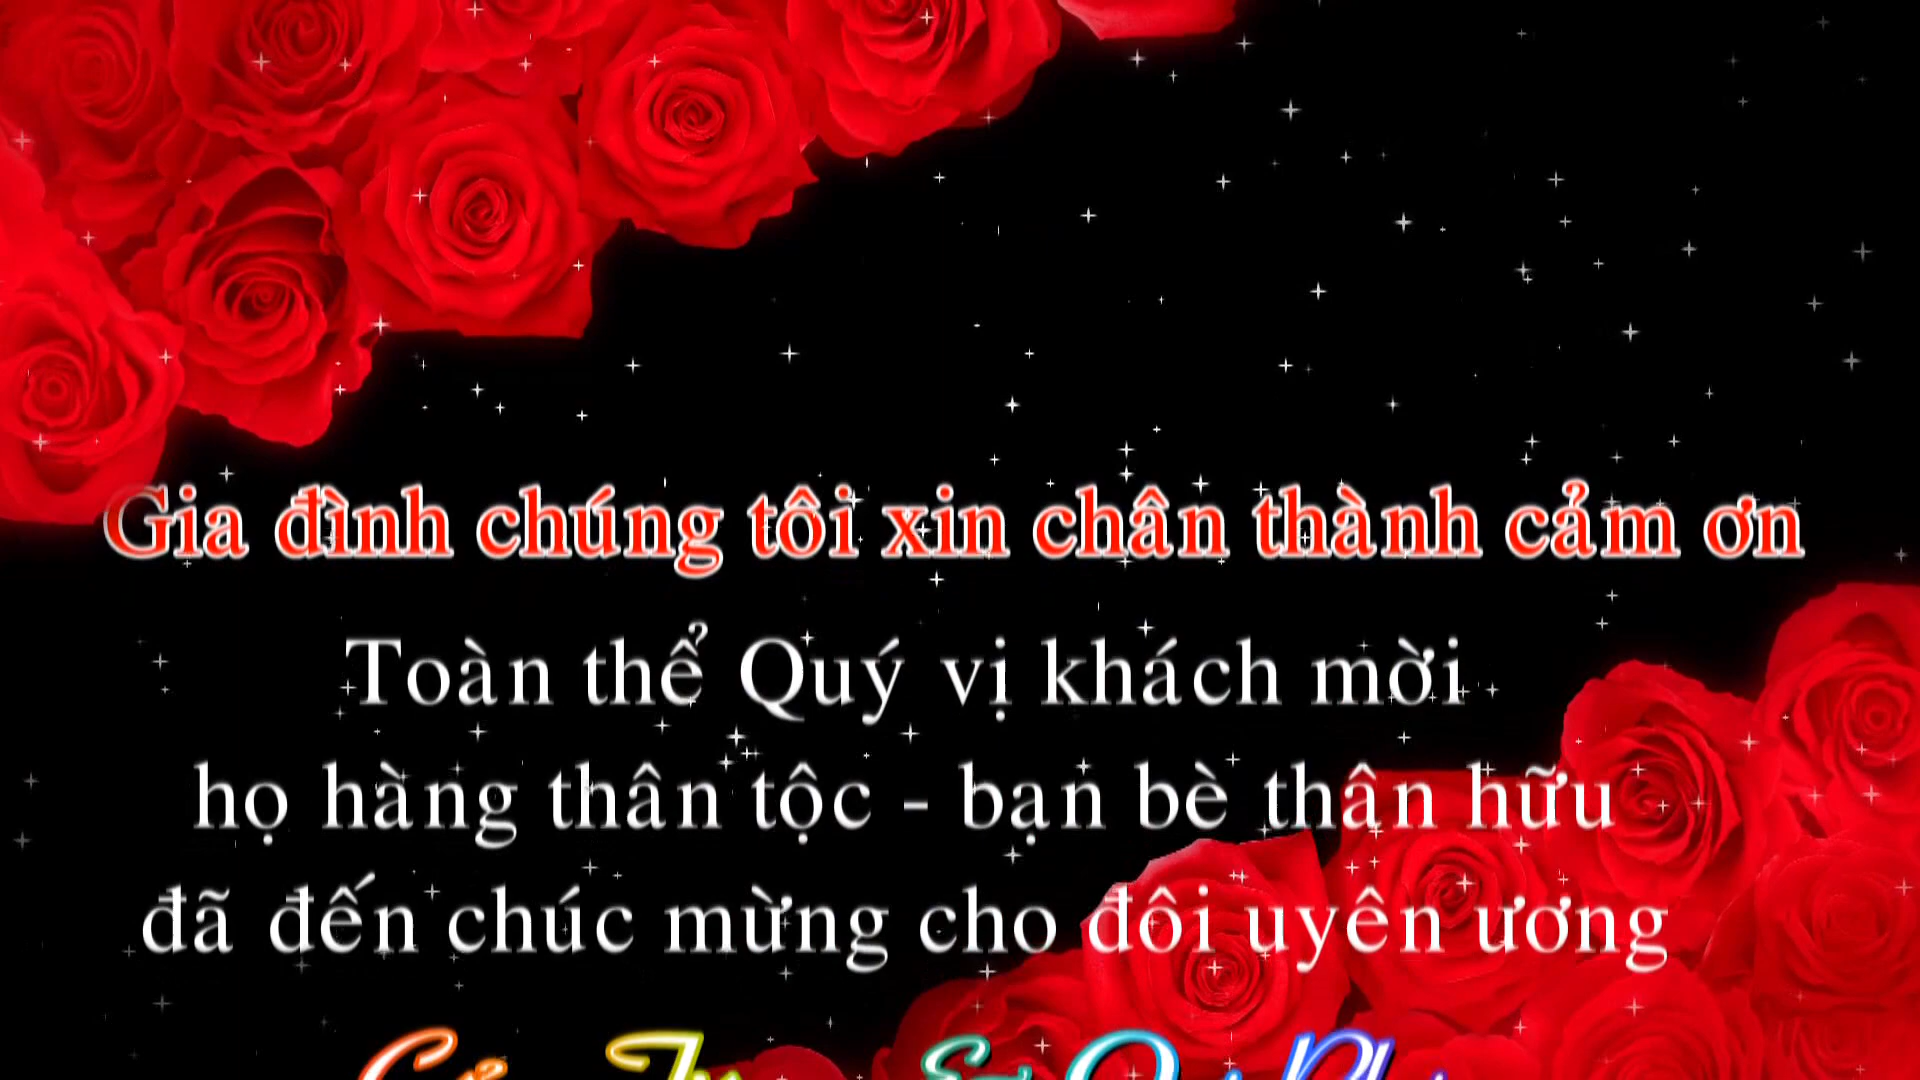 Gia đình chúng tôi xin chân thành cảm ơn
Toàn thể Quý vị khách mời
họ hàng thân tộc - bạn bè thân hữu
đã đến chúc mừng cho đôi uyên ương
&